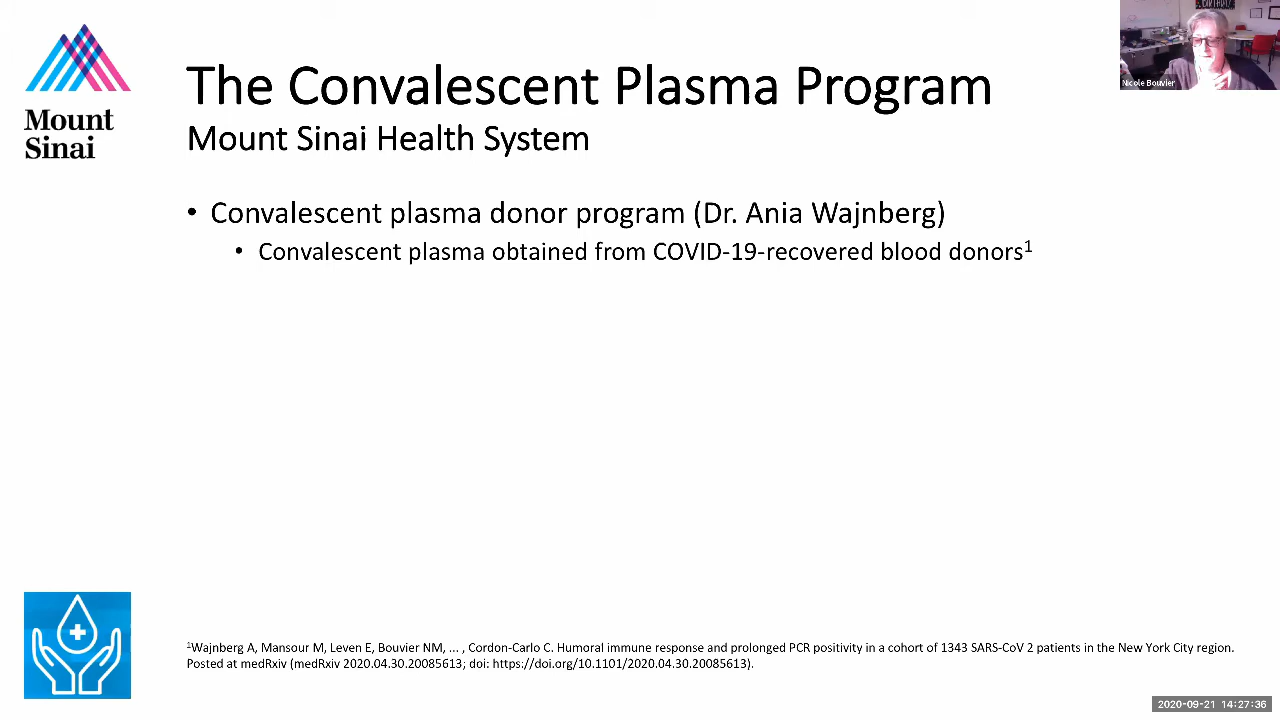 The Convalescent Plasma Program
Mount Sinai Health System
Mount
Sinai
• Convalescent plasma donor program (Dr. Ania Wajnberg)
• Convalescent plasma obtained from COVID-19-recovered blood donors¹
Nicole Bouvier
¹Wajnberg A, Mansour M, Leven E, Bouvier NM, ... , Cordon-Carlo C. Humoral immune response and prolonged PCR positivity in a cohort of 1343 SARS-CoV 2 patients in the New York City region.
Posted at medRxiv (medRxiv 2020.04.30.20085613; doi: https://doi.org/10.1101/2020.04.30.20085613).
2020-09-21 14:27:36